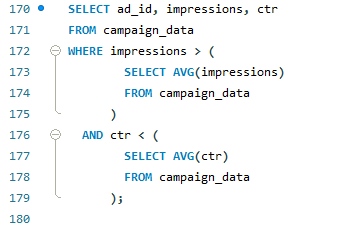 170 SELECT ad_id, impressions, ctr
171 FROM campaign_data
172 WHERE impressions > (
173 SELECT AVG(impressions)
174 FROM campaign_data
175 )
176 AND ctr < (
177 SELECT AVG(ctr)
178 FROM campaign_data
179 );
180